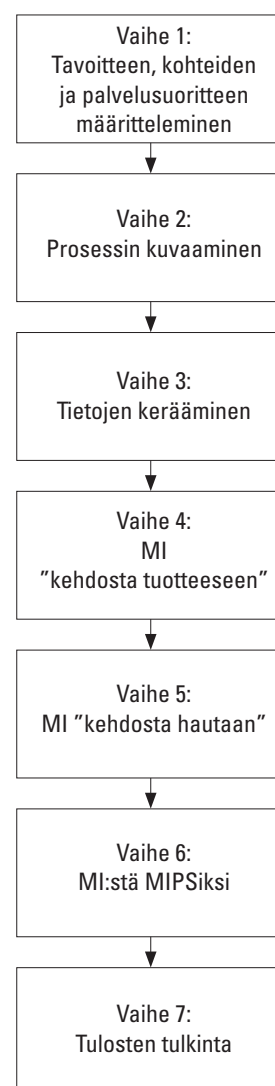 Vaihe 1:
Tavoitteen, kohteiden
ja palvelusuoritteen
määritteleminen
Vaihe 2:
Prosessin kuvaaminen
Vaihe 3:
Tietojen kerääminen
Vaihe 4:
MI
”kehdosta tuotteeseen”
Vaihe 5:
MI ”kehdosta hautaan”
Vaihe 6:
MI:stä MIPSiksi
Vaihe 7:
Tulosten tulkinta